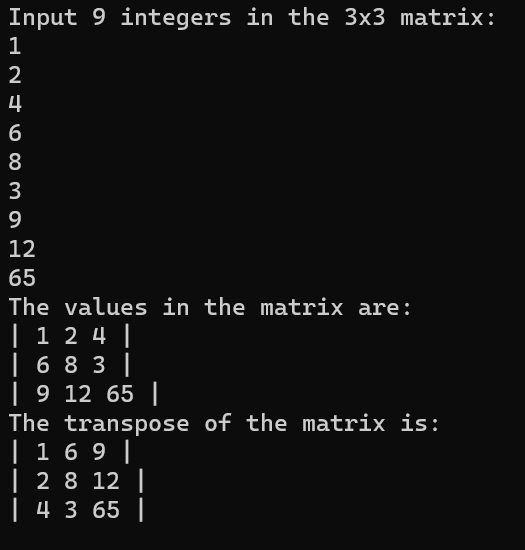 Input 9 integers in the 3x3 matrix:
1
2
4
6
8
3
9
12
65
The values in the matrix are:
| 1 2 4 |
| 6 8 3 |
| 9 12 65 |
The transpose of the matrix is:
| 1 6 9 |
| 2 8 12 |
| 4 3 65 |